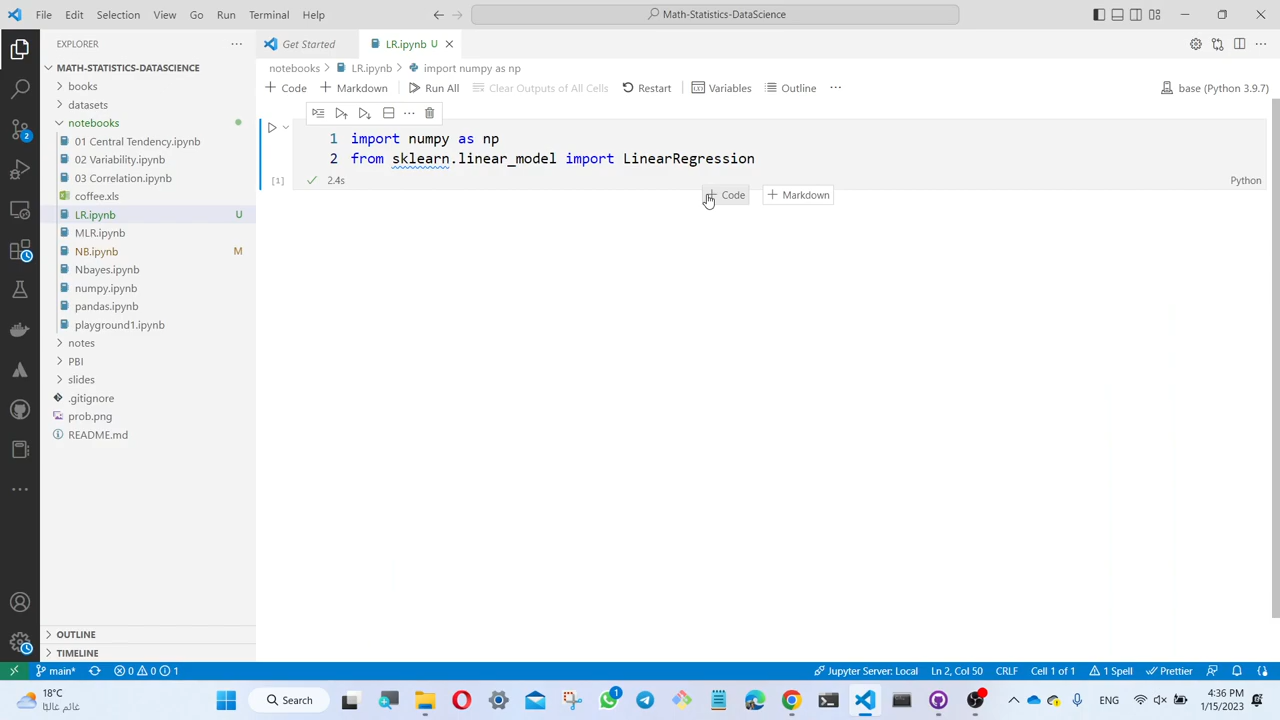 File Edit Selection View Go Run Terminal Help
Math-Statistics-DataScience
EXPLORER
Get Started
LR.ipynb U
MATH-STATISTICS-DATASCIENCE
books
datasets
notebooks
01 Central Tendency.ipynb
02 Variability.ipynb
03 Correlation.ipynb
coffee.xls
LR.ipynb U
MLR.ipynb
NB.ipynb M
Nbayes.ipynb
numpy.ipynb
pandas.ipynb
playground1.ipynb
notes
PBI
slides
.gitignore
prob.png
README.md
OUTLINE
TIMELINE
notebooks > LR.ipynb > import numpy as np
+ Code + Markdown Run All Clear Outputs of All Cells Restart Variables Outline ... base (Python 3.9.7)
1 import numpy as np
2 from sklearn.linear_model import LinearRegression
[1] 2.4s Python
+ Code + Markdown
2
main* 0 0 1 Jupyter Server: Local Ln 2, Col 50 CRLF Cell 1 of 1 1 Spell Prettier
18°C
غائم غالبًا
Search
1
ENG
4:36 PM
1/15/2023